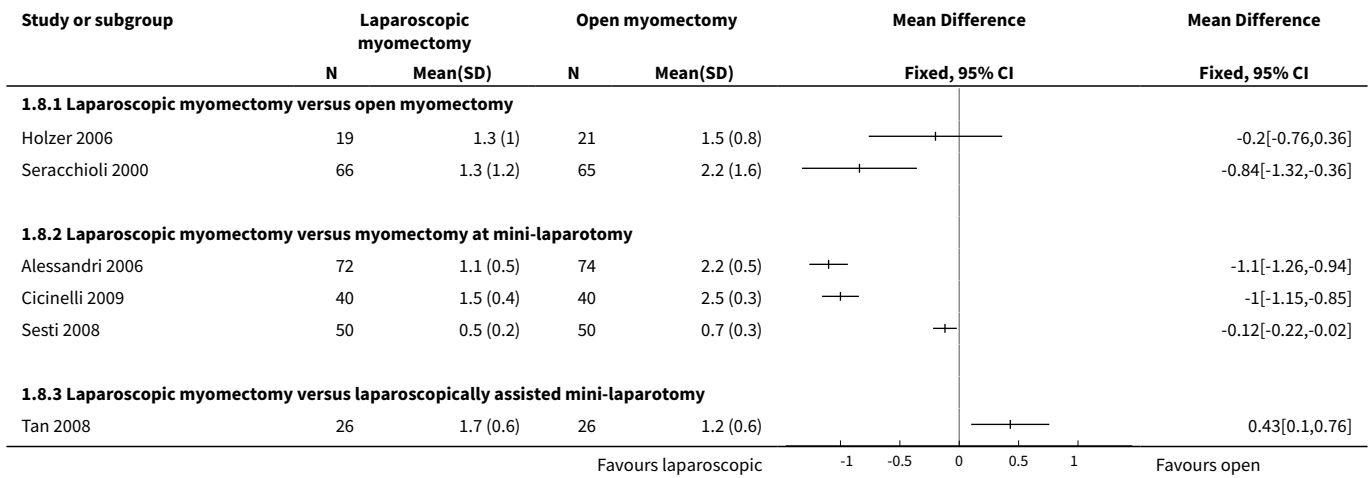 Study or subgroup Laparoscopic myomectomy Open myomectomy Mean Difference Mean Difference
N Mean(SD) N Mean(SD) Fixed, 95% CI Fixed, 95% CI
1.8.1 Laparoscopic myomectomy versus open myomectomy
Holzer 2006 19 1.3 (1) 21 1.5 (0.8) -0.2[-0.76,0.36]
Seracchioli 2000 66 1.3 (1.2) 65 2.2 (1.6) -0.84[-1.32,-0.36]
1.8.2 Laparoscopic myomectomy versus myomectomy at mini-laparotomy
Alessandri 2006 72 1.1 (0.5) 74 2.2 (0.5) -1.1[-1.26,-0.94]
Cicinelli 2009 40 1.5 (0.4) 40 2.5 (0.3) -1[-1.15,-0.85]
Sesti 2008 50 0.5 (0.2) 50 0.7 (0.3) -0.12[-0.22,-0.02]
1.8.3 Laparoscopic myomectomy versus laparoscopically assisted mini-laparotomy
Tan 2008 26 1.7 (0.6) 26 1.2 (0.6) 0.43[0.1,0.76]
Favours laparoscopic -1 -0.5 0 0.5 1 Favours open